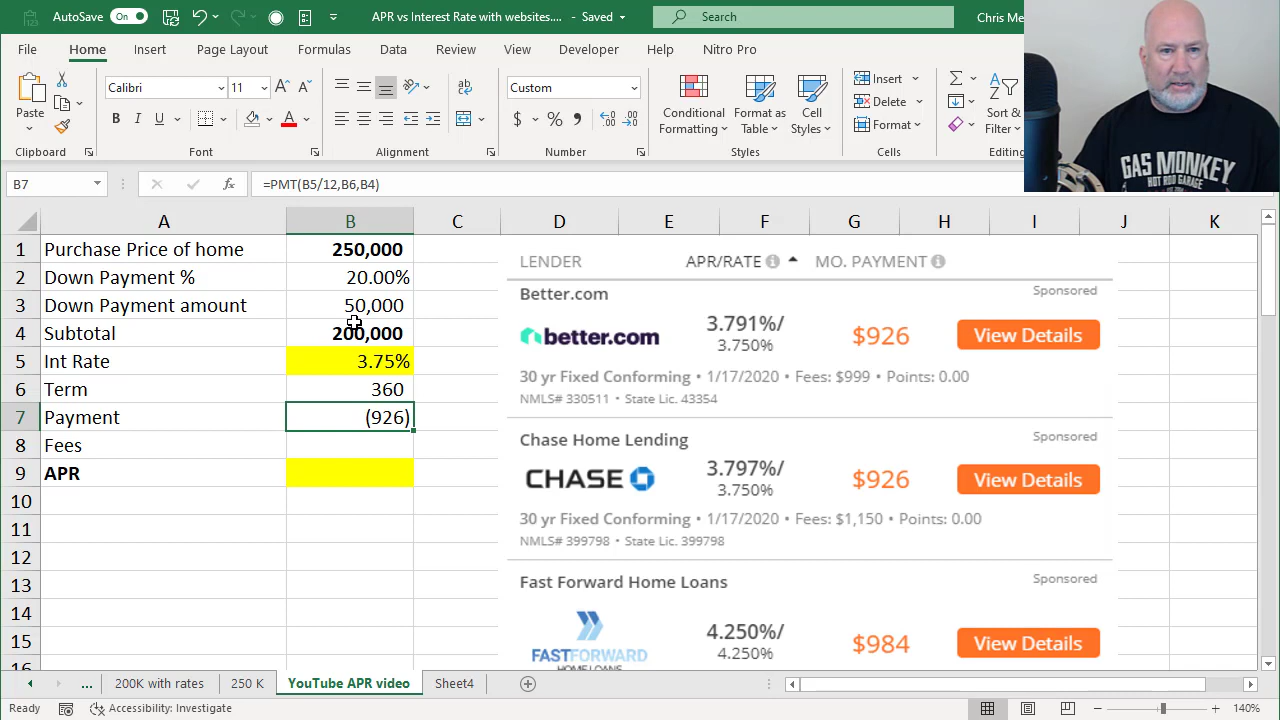 AutoSave On APR vs Interest Rate with websites.... - Saved Search Chris Me
File Home Insert Page Layout Formulas Data Review View Developer Help Nitro Pro
Paste
Clipboard
Calibri 11
B I U
Font
Alignment
Custom
$ % 9
Number
Conditional Formatting
Format as Table
Cell Styles
Styles
Insert
Delete
Format
Cells
Sort & Filter
Editing
GAS MONKEY
HOT ROD GARAGE
B7 fx =PMT(B5/12,B6,B4)
A B C D E F G H I J K
1 Purchase Price of home 250,000
2 Down Payment % 20.00%
3 Down Payment amount 50,000
4 Subtotal 200,000
5 Int Rate 3.75%
6 Term 360
7 Payment (926)
8 Fees
9 APR
10
11
12
13
14
15
16
LENDER APR/RATE MO. PAYMENT
Better.com Sponsored
better.com 3.791%/ 3.750% $926 View Details
30 yr Fixed Conforming • 1/17/2020 • Fees: $999 • Points: 0.00
NMLS# 330511 • State Lic. 43354
Chase Home Lending Sponsored
CHASE 3.797%/ 3.750% $926 View Details
30 yr Fixed Conforming • 1/17/2020 • Fees: $1,150 • Points: 0.00
NMLS# 399798 • State Lic. 399798
Fast Forward Home Loans Sponsored
FASTFORWARD HOME LOANS 4.250%/ 4.250% $984 View Details
... 200K with rates 250 K YouTube APR video Sheet4
Ready Accessibility: Investigate 140%